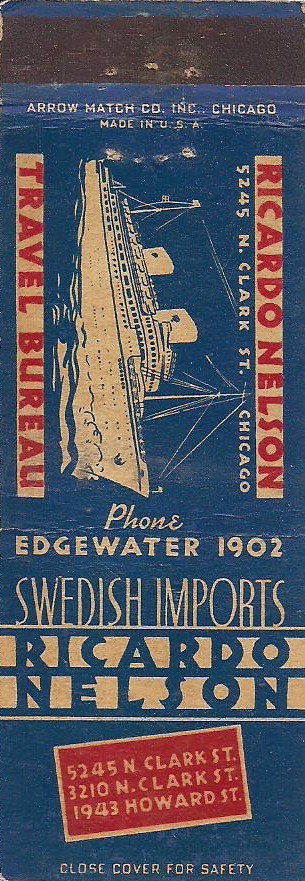 ARROW MATCH CO. INC., CHICAGO
MADE IN U.S.A.
RICARDO NELSON
5245 N. CLARK ST. CHICAGO
TRAVEL BUREAU
Phone
EDGEWATER 1902
SWEDISH IMPORTS
RICARDO
NELSON
5245 N CLARK ST.
3210 N. CLARK ST.
1943 HOWARD ST.
CLOSE COVER FOR SAFETY